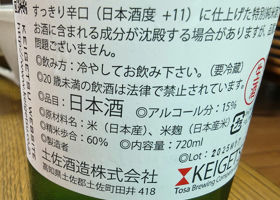 すっきり辛口（日本酒度 +11）に仕上げた特別純米
お酒に含まれる成分が沈殿する場合がありますが、
問題ございません。
◎飲み方：冷やしてお飲み下さい。（要冷蔵）
◎20歳未満の飲酒は法律で禁止されています。
◎品目：日本酒 ◎アルコール分：15%
◎原材料名：米（日本産）、米麹（日本産米）
◎精米歩合：60% ◎内容量：720ml
◎製造者
土佐酒造株式会社
高知県土佐郡土佐町田井 418
◎Lot : 2025
KEIGET
Tosa Brewing Compan